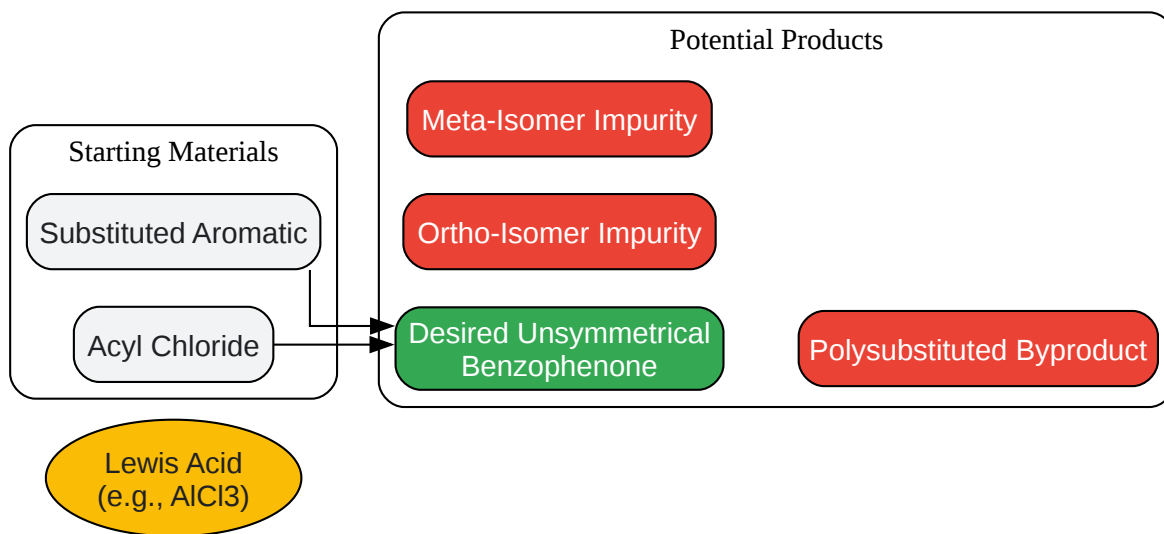 Potential Products
Meta-Isomer Impurity
Starting Materials
Substituted Aromatic
Ortho-Isomer Impurity
Acyl Chloride
Desired Unsymmetrical
Benzophenone
Polysubstituted Byproduct
Lewis Acid
(e.g., AlCl3)